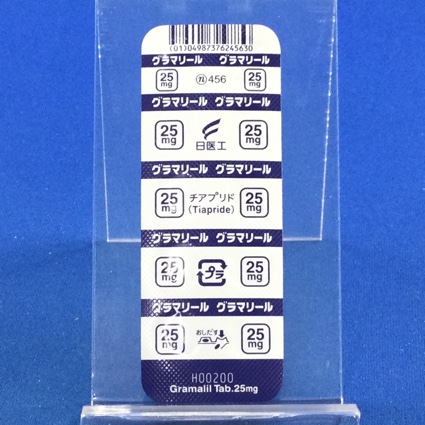 (01)04987376245630
グラマリール グラマリール
25 mg ⓝ456 25 mg
グラマリール グラマリール
25 mg 日医工 25 mg
グラマリール グラマリール
25 mg チアプリド 25 mg
(Tiapride)
グラマリール グラマリール
25 mg プラ 25 mg
グラマリール グラマリール
25 mg おしだす 25 mg
H00200
Gramalil Tab.25mg